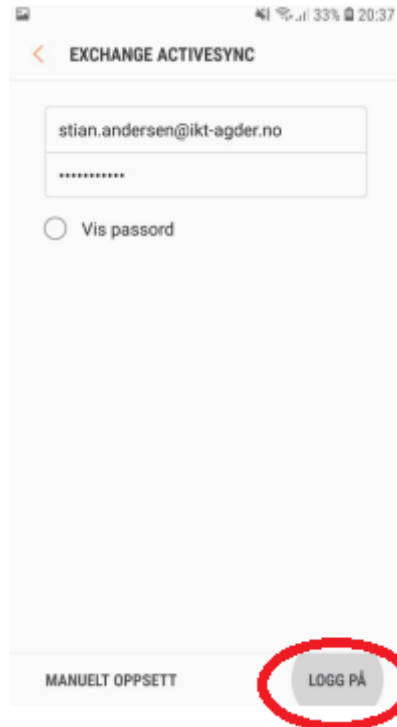 33% 20:37
EXCHANGE ACTIVESYNC
stian.andersen@ikt-agder.no
•••••••••••
Vis passord
MANUELT OPPSETT LOGG PÅ